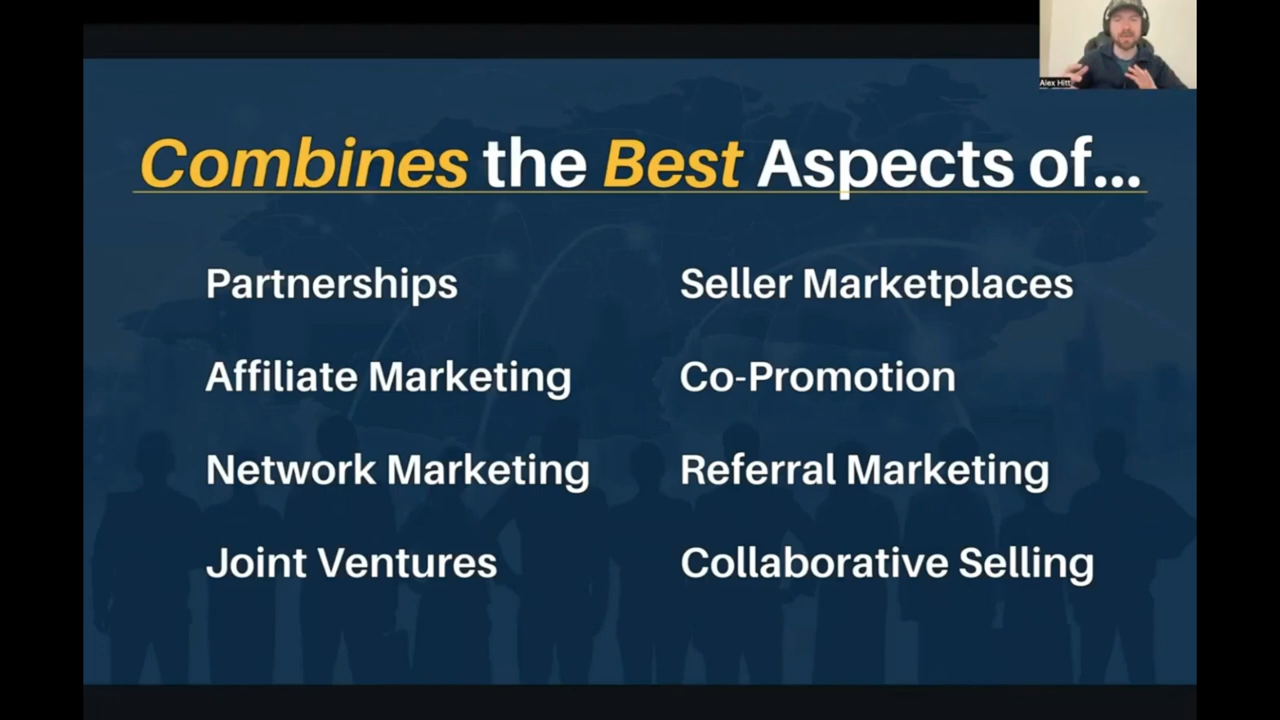 Alex Hitt
Combines the Best Aspects of...
Partnerships
Seller Marketplaces
Affiliate Marketing
Co-Promotion
Network Marketing
Referral Marketing
Joint Ventures
Collaborative Selling